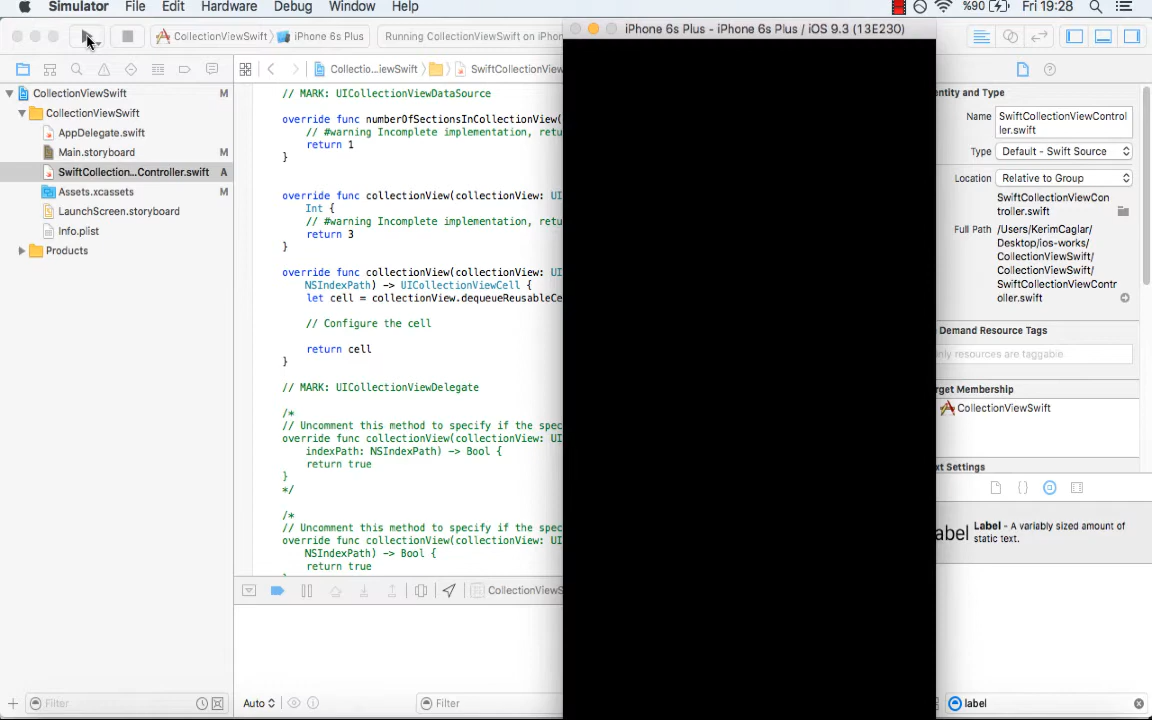 Simulator File Edit Hardware Debug Window Help %90 Fri 19:28
CollectionViewSwift iPhone 6s Plus Running CollectionViewSwift on iPhon
iPhone 6s Plus - iPhone 6s Plus / iOS 9.3 (13E230)
Collectio...iewSwift SwiftCollectionView
CollectionViewSwift M
CollectionViewSwift
AppDelegate.swift
Main.storyboard M
SwiftCollection...Controller.swift A
Assets.xcassets M
LaunchScreen.storyboard
Info.plist
Products
// MARK: UICollectionViewDataSource
override func numberOfSectionsInCollectionView(
// #warning Incomplete implementation, retu
return 1
}
override func collectionView(collectionView: UI
Int {
// #warning Incomplete implementation, retu
return 3
}
override func collectionView(collectionView: UI
NSIndexPath) -> UICollectionViewCell {
let cell = collectionView.dequeueReusableCe
// Configure the cell
return cell
}
// MARK: UICollectionViewDelegate
/*
// Uncomment this method to specify if the spec
override func collectionView(collectionView: UI
indexPath: NSIndexPath) -> Bool {
return true
}
*/
/*
// Uncomment this method to specify if the spec
override func collectionView(collectionView: UI
NSIndexPath) -> Bool {
return true
CollectionViewS
Filter
Auto
Filter
entity and Type
Name SwiftCollectionViewControl
ler.swift
Type Default - Swift Source
Location Relative to Group
SwiftCollectionViewCon
troller.swift
Full Path /Users/KerimCaglar/
Desktop/ios-works/
CollectionViewSwift/
CollectionViewSwift/
SwiftCollectionViewContr
oller.swift
Demand Resource Tags
nly resources are taggable
rget Membership
CollectionViewSwift
xt Settings
abel Label - A variably sized amount of
static text.
label